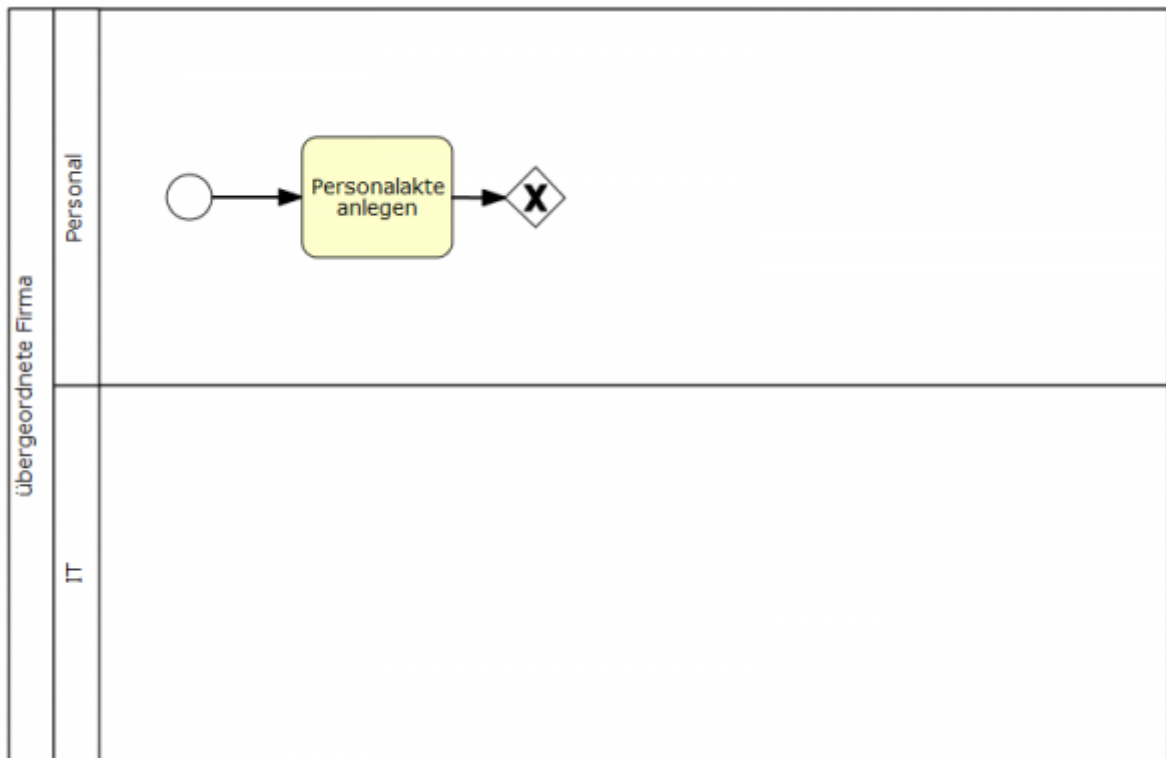 übergeordnete Firma
Personal
Personalakte
anlegen
X
IT